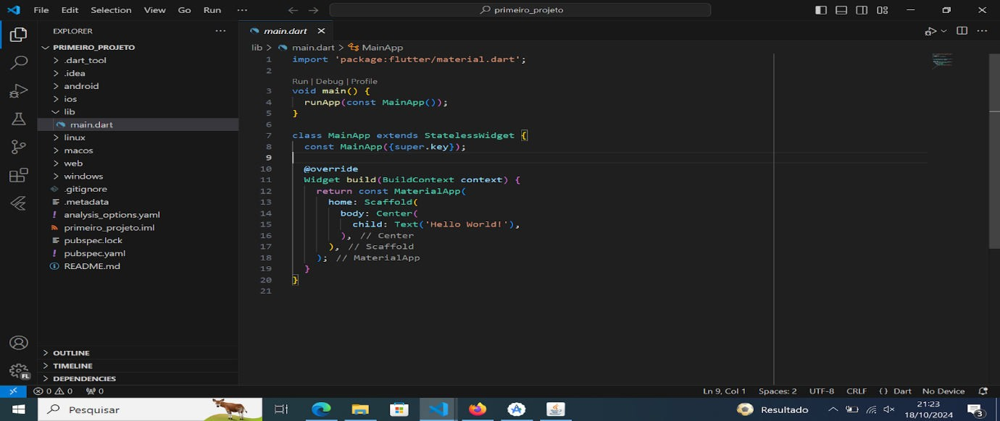 File Edit Selection View Go Run ··· primeiro_projeto
EXPLORER ···
PRIMEIRO_PROJETO
.dart_tool
.idea
android
ios
lib
main.dart
linux
macos
web
windows
.gitignore
.metadata
! analysis_options.yaml
primeiro_projeto.iml
pubspec.lock
! pubspec.yaml
README.md
OUTLINE
TIMELINE
DEPENDENCIES
main.dart
lib > main.dart > MainApp
1 import 'package:flutter/material.dart';
2
Run | Debug | Profile
3 void main() {
4 runApp(const MainApp());
5 }
6
7 class MainApp extends StatelessWidget {
8 const MainApp({super.key});
9
10 @override
11 Widget build(BuildContext context) {
12 return const MaterialApp(
13 home: Scaffold(
14 body: Center(
15 child: Text('Hello World!'),
16 ), // Center
17 ), // Scaffold
18 ); // MaterialApp
19 }
20 }
21
FL
0 0 0 Ln 9, Col 1 Spaces: 2 UTF-8 CRLF {} Dart No Device
Pesquisar Resultado 21:23
18/10/2024 3